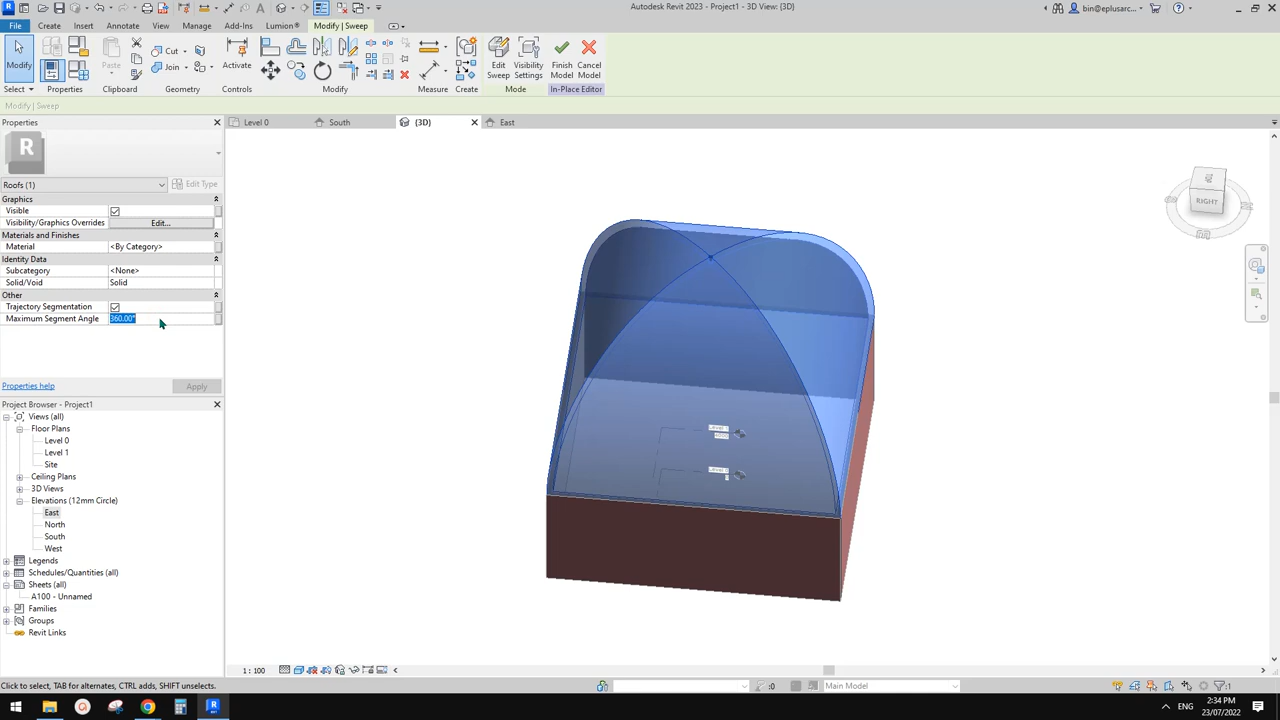 Autodesk Revit 2023 - Project1 - 3D View: {3D}
bin@eplusarc...
File Create Insert Annotate View Manage Add-Ins Lumion® Modify | Sweep
Modify Paste Cut Join Activate Edit Sweep Visibility Settings Finish Model Cancel Model
Select Properties Clipboard Geometry Controls Modify Measure Create Mode In-Place Editor
Modify | Sweep
Properties
Level 0 South {3D} East
R
Roofs (1) Edit Type
Graphics
Visible
Visibility/Graphics Overrides Edit...
Materials and Finishes
Material <By Category>
Identity Data
Subcategory <None>
Solid/Void Solid
Other
Trajectory Segmentation
Maximum Segment Angle 360.00°
Properties help Apply
RIGHT
Project Browser - Project1
Views (all)
Floor Plans
Level 0
Level 1
Site
Ceiling Plans
3D Views
Elevations (12mm Circle)
East
North
South
West
Legends
Schedules/Quantities (all)
Sheets (all)
A100 - Unnamed
Families
Groups
Revit Links
1 : 100
Click to select, TAB for alternates, CTRL adds, SHIFT unselects.
:0 Main Model :1
ENG
2:34 PM
23/07/2022